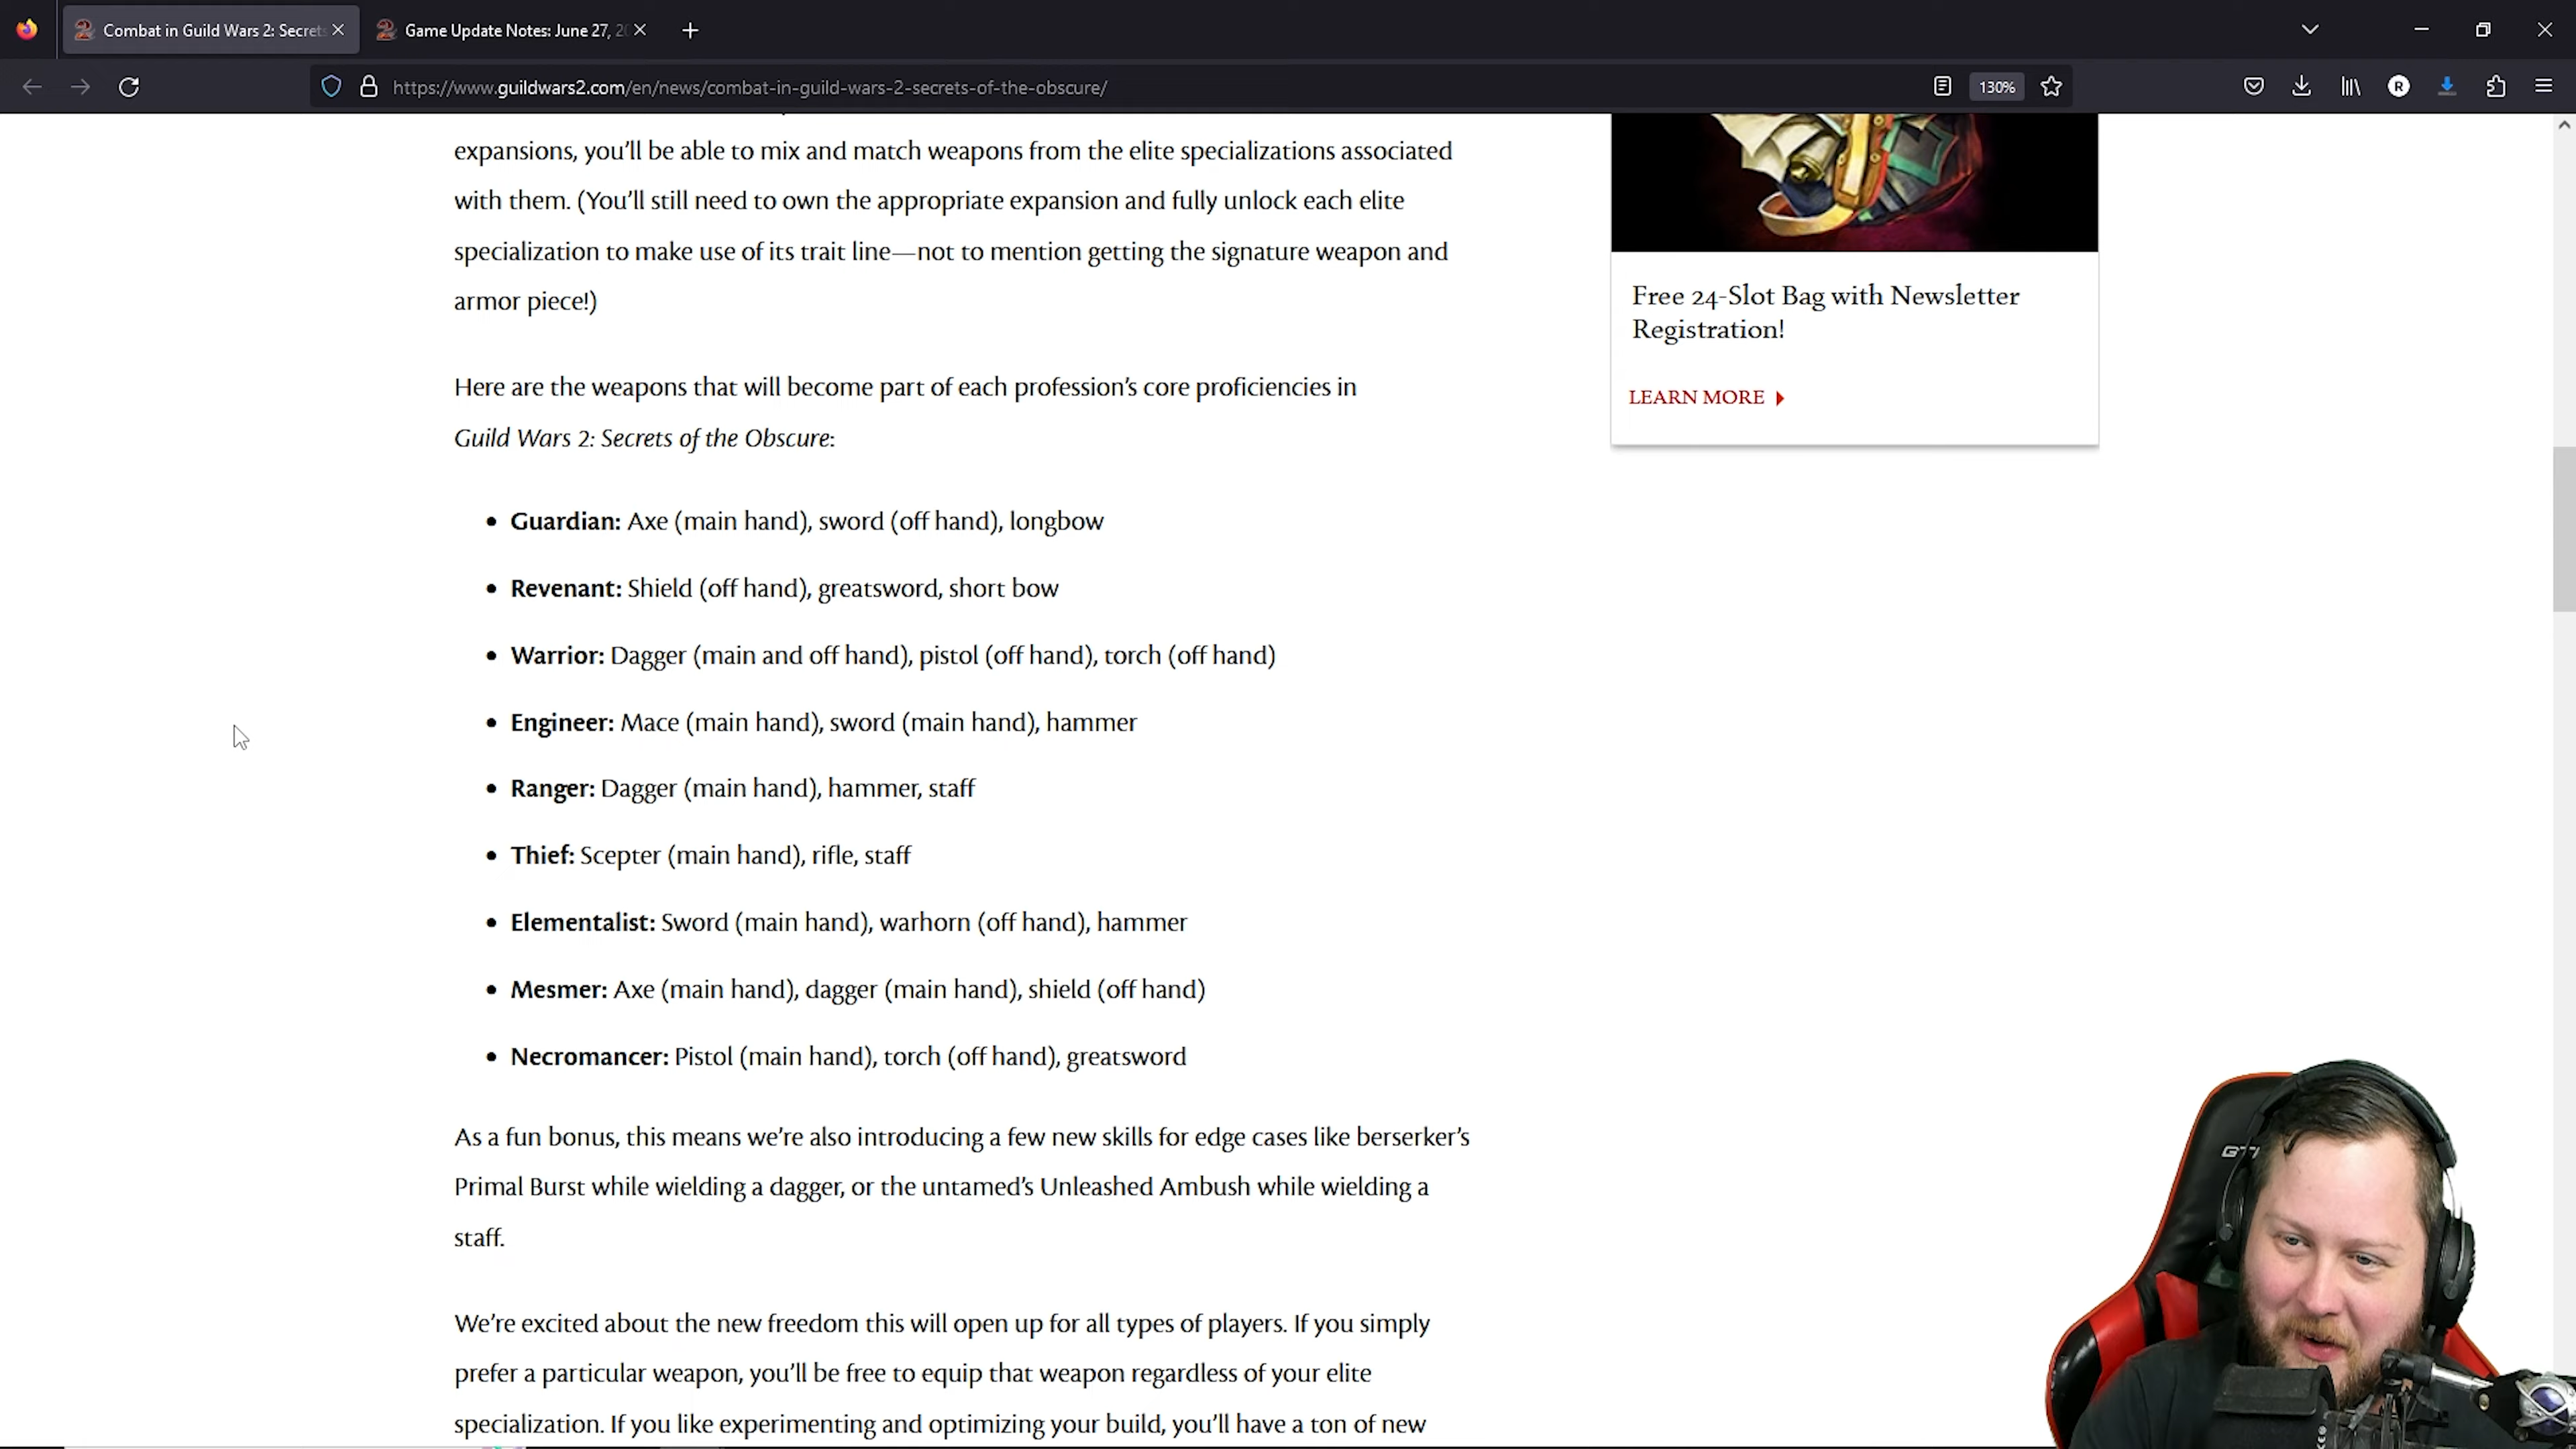 Combat in Guild Wars 2: Secrets
Game Update Notes: June 27, 20
https://www.guildwars2.com/en/news/combat-in-guild-wars-2-secrets-of-the-obscure/
130%
R
expansions, you’ll be able to mix and match weapons from the elite specializations associated
with them. (You’ll still need to own the appropriate expansion and fully unlock each elite
specialization to make use of its trait line—not to mention getting the signature weapon and
armor piece!)
Here are the weapons that will become part of each profession’s core proficiencies in
Guild Wars 2: Secrets of the Obscure:
• Guardian: Axe (main hand), sword (off hand), longbow
• Revenant: Shield (off hand), greatsword, short bow
• Warrior: Dagger (main and off hand), pistol (off hand), torch (off hand)
• Engineer: Mace (main hand), sword (main hand), hammer
• Ranger: Dagger (main hand), hammer, staff
• Thief: Scepter (main hand), rifle, staff
• Elementalist: Sword (main hand), warhorn (off hand), hammer
• Mesmer: Axe (main hand), dagger (main hand), shield (off hand)
• Necromancer: Pistol (main hand), torch (off hand), greatsword
As a fun bonus, this means we’re also introducing a few new skills for edge cases like berserker’s
Primal Burst while wielding a dagger, or the untamed’s Unleashed Ambush while wielding a
staff.
We’re excited about the new freedom this will open up for all types of players. If you simply
prefer a particular weapon, you’ll be free to equip that weapon regardless of your elite
specialization. If you like experimenting and optimizing your build, you’ll have a ton of new
Free 24-Slot Bag with Newsletter
Registration!
LEARN MORE